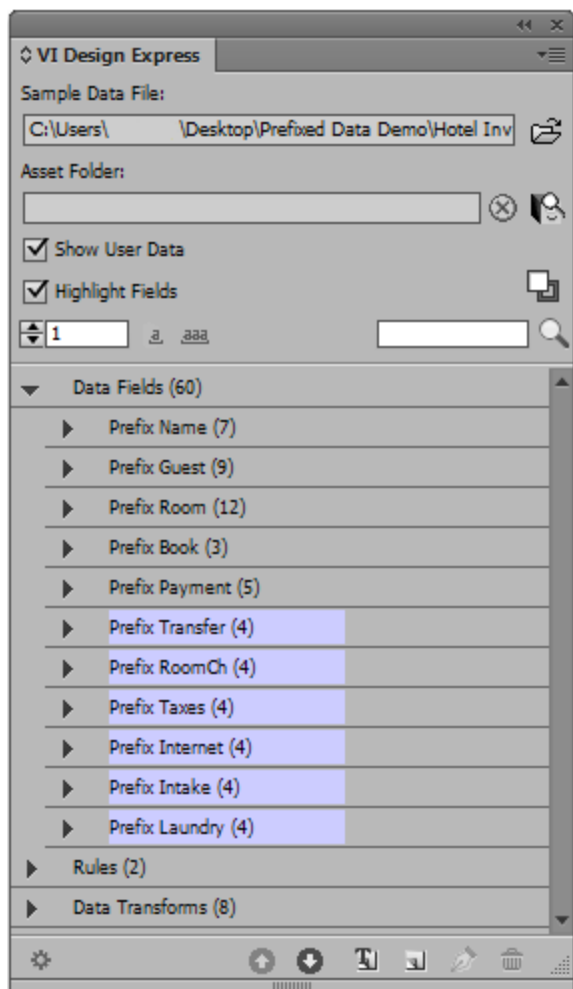 VI Design Express
Sample Data File:
C:\Users\ \Desktop\Prefixed Data Demo\Hotel Inv
Asset Folder:
Show User Data
Highlight Fields
1 a aaa
Data Fields (60)
Prefix Name (7)
Prefix Guest (9)
Prefix Room (12)
Prefix Book (3)
Prefix Payment (5)
Prefix Transfer (4)
Prefix RoomCh (4)
Prefix Taxes (4)
Prefix Internet (4)
Prefix Intake (4)
Prefix Laundry (4)
Rules (2)
Data Transforms (8)
T